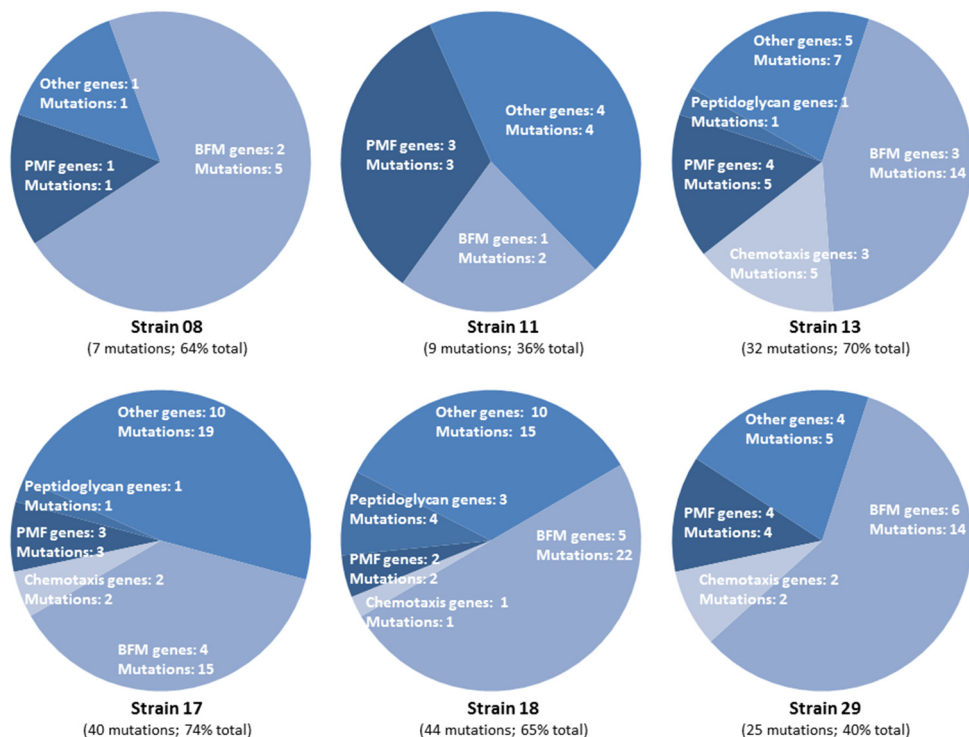 Other genes: 1
Mutations: 1
PMF genes: 1
Mutations: 1
BFM genes: 2
Mutations: 5
Strain 08
(7 mutations; 64% total)
Other genes: 4
Mutations: 4
PMF genes: 3
Mutations: 3
BFM genes: 1
Mutations: 2
Strain 11
(9 mutations; 36% total)
Other genes: 5
Mutations: 7
Peptidoglycan genes: 1
Mutations: 1
PMF genes: 4
Mutations: 5
BFM genes: 3
Mutations: 14
Chemotaxis genes: 3
Mutations: 5
Strain 13
(32 mutations; 70% total)
Other genes: 10
Mutations: 19
Peptidoglycan genes: 1
Mutations: 1
PMF genes: 3
Mutations: 3
Chemotaxis genes: 2
Mutations: 2
BFM genes: 4
Mutations: 15
Strain 17
(40 mutations; 74% total)
Other genes: 10
Mutations: 15
Peptidoglycan genes: 3
Mutations: 4
BFM genes: 5
Mutations: 22
PMF genes: 2
Mutations: 2
Chemotaxis genes: 1
Mutations: 1
Strain 18
(44 mutations; 65% total)
Other genes: 4
Mutations: 5
PMF genes: 4
Mutations: 4
BFM genes: 6
Mutations: 14
Chemotaxis genes: 2
Mutations: 2
Strain 29
(25 mutations; 40% total)